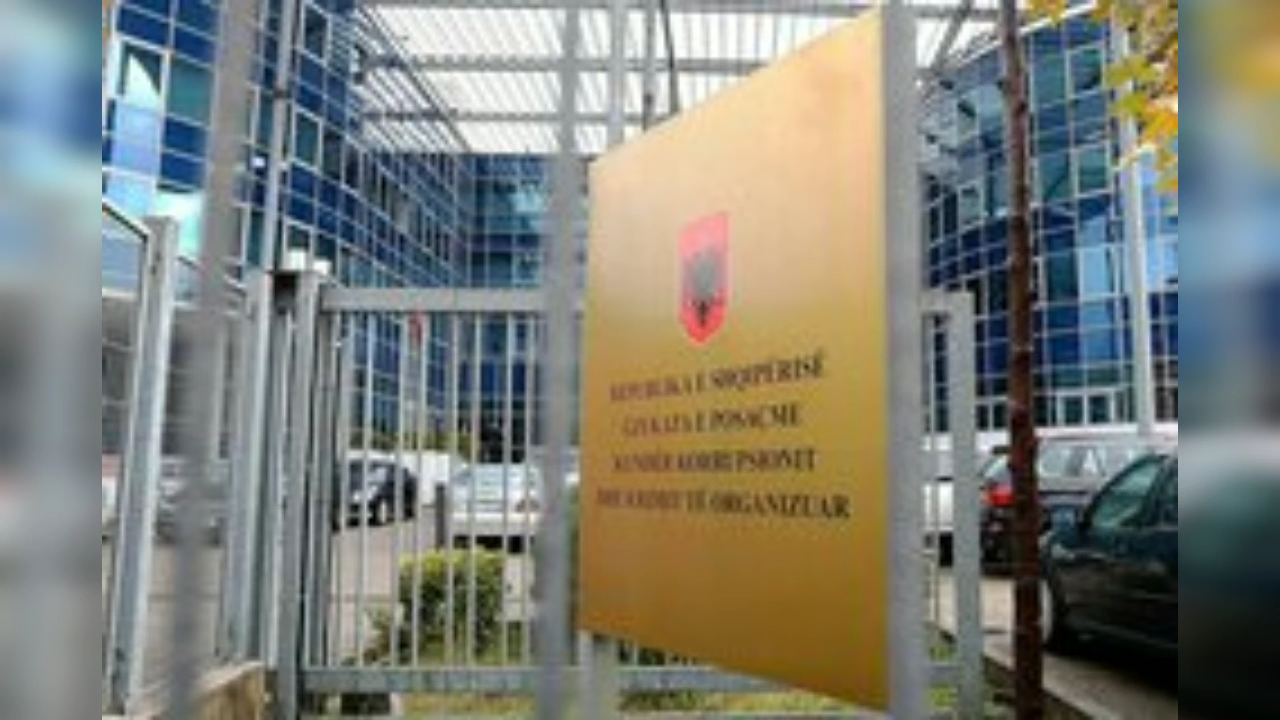 REPUBLIKA E SHQIPËRISË
GJYKATA E POSAÇME
KUNDËR KORRUPSIONIT
DHE KRIMIT TË ORGANIZUAR